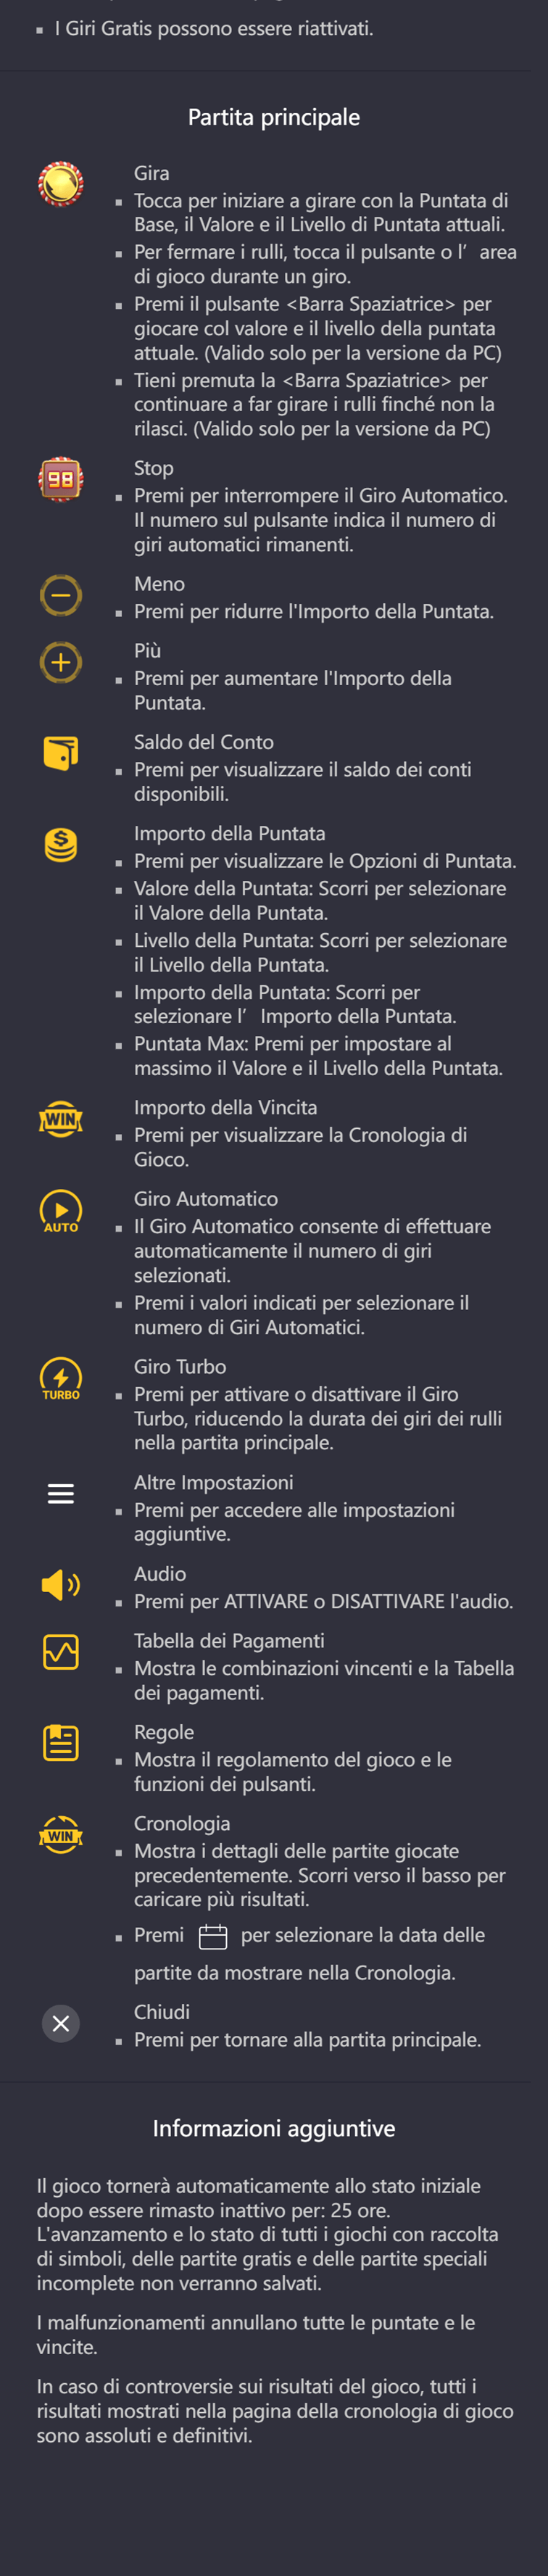 ▪ I Giri Gratis possono essere riattivati.
Partita principale
Gira
▪ Tocca per iniziare a girare con la Puntata di
Base, il Valore e il Livello di Puntata attuali.
▪ Per fermare i rulli, tocca il pulsante o l’area
di gioco durante un giro.
▪ Premi il pulsante <Barra Spaziatrice> per
giocare col valore e il livello della puntata
attuale. (Valido solo per la versione da PC)
▪ Tieni premuta la <Barra Spaziatrice> per
continuare a far girare i rulli finché non la
rilasci. (Valido solo per la versione da PC)
98
Stop
▪ Premi per interrompere il Giro Automatico.
Il numero sul pulsante indica il numero di
giri automatici rimanenti.
Meno
▪ Premi per ridurre l'Importo della Puntata.
Più
▪ Premi per aumentare l'Importo della
Puntata.
Saldo del Conto
▪ Premi per visualizzare il saldo dei conti
disponibili.
Importo della Puntata
▪ Premi per visualizzare le Opzioni di Puntata.
▪ Valore della Puntata: Scorri per selezionare
il Valore della Puntata.
▪ Livello della Puntata: Scorri per selezionare
il Livello della Puntata.
▪ Importo della Puntata: Scorri per
selezionare l’Importo della Puntata.
▪ Puntata Max: Premi per impostare al
massimo il Valore e il Livello della Puntata.
WIN
Importo della Vincita
▪ Premi per visualizzare la Cronologia di
Gioco.
AUTO
Giro Automatico
▪ Il Giro Automatico consente di effettuare
automaticamente il numero di giri
selezionati.
▪ Premi i valori indicati per selezionare il
numero di Giri Automatici.
TURBO
Giro Turbo
▪ Premi per attivare o disattivare il Giro
Turbo, riducendo la durata dei giri dei rulli
nella partita principale.
Altre Impostazioni
▪ Premi per accedere alle impostazioni
aggiuntive.
Audio
▪ Premi per ATTIVARE o DISATTIVARE l'audio.
Tabella dei Pagamenti
▪ Mostra le combinazioni vincenti e la Tabella
dei pagamenti.
Regole
▪ Mostra il regolamento del gioco e le
funzioni dei pulsanti.
WIN
Cronologia
▪ Mostra i dettagli delle partite giocate
precedentemente. Scorri verso il basso per
caricare più risultati.
▪ Premi per selezionare la data delle
partite da mostrare nella Cronologia.
Chiudi
▪ Premi per tornare alla partita principale.
Informazioni aggiuntive
Il gioco tornerà automaticamente allo stato iniziale
dopo essere rimasto inattivo per: 25 ore.
L'avanzamento e lo stato di tutti i giochi con raccolta
di simboli, delle partite gratis e delle partite speciali
incomplete non verranno salvati.
I malfunzionamenti annullano tutte le puntate e le
vincite.
In caso di controversie sui risultati del gioco, tutti i
risultati mostrati nella pagina della cronologia di gioco
sono assoluti e definitivi.